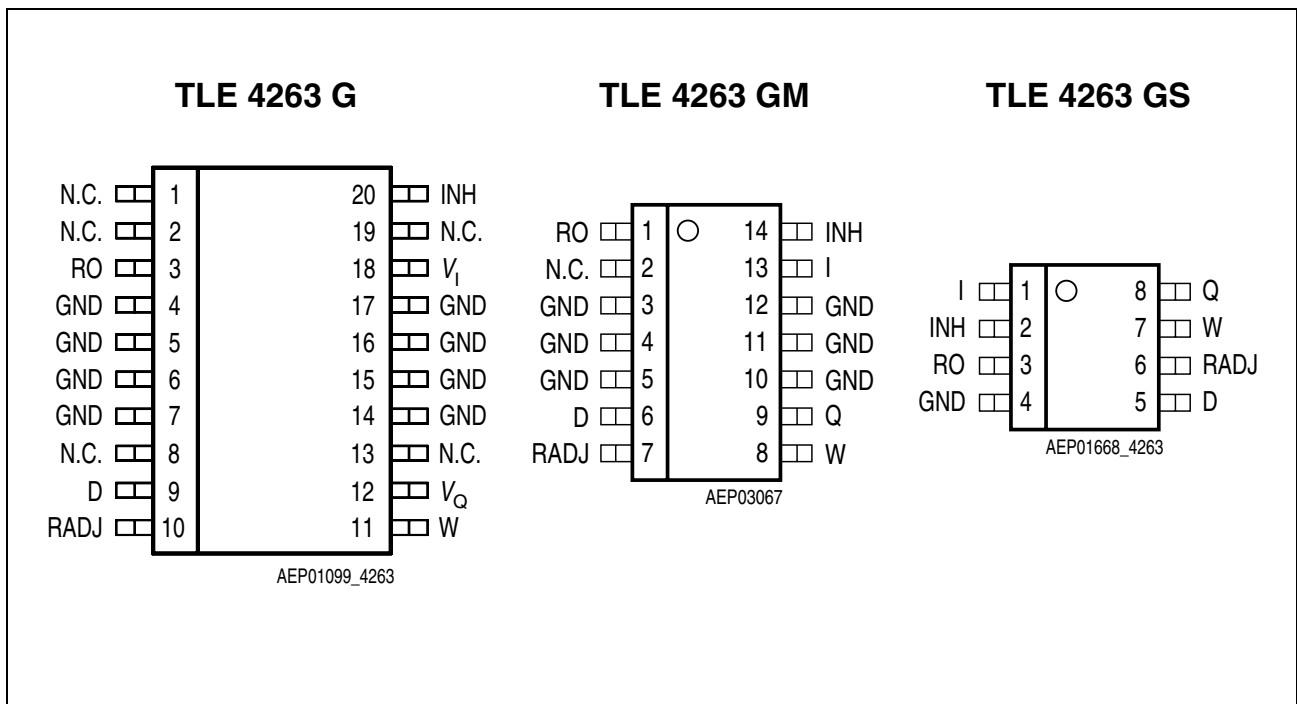 TLE 4263 G
N.C. 1 20 INH
N.C. 2 19 N.C.
RO 3 18 VI
GND 4 17 GND
GND 5 16 GND
GND 6 15 GND
GND 7 14 GND
N.C. 8 13 N.C.
D 9 12 VQ
RADJ 10 11 W
AEP01099_4263
TLE 4263 GM
RO 1 14 INH
N.C. 2 13 I
GND 3 12 GND
GND 4 11 GND
GND 5 10 GND
D 6 9 Q
RADJ 7 8 W
AEP03067
TLE 4263 GS
I 1 8 Q
INH 2 7 W
RO 3 6 RADJ
GND 4 5 D
AEP01668_4263